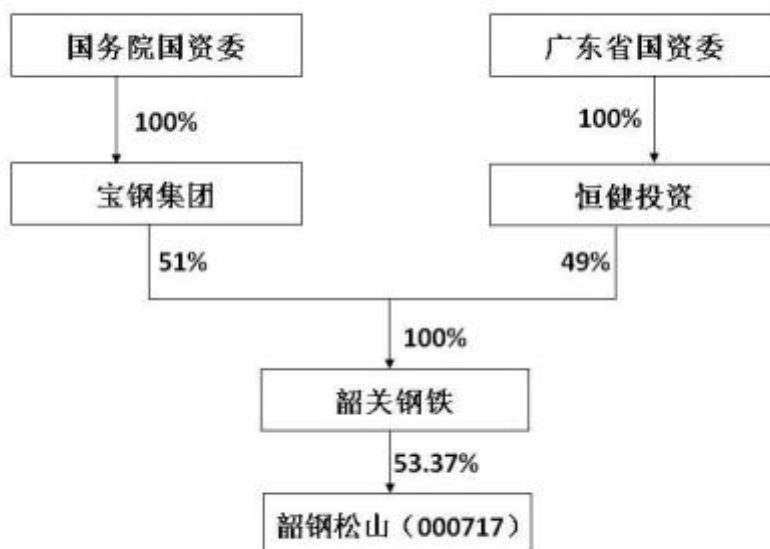 国务院国资委
广东省国资委
100%
100%
宝钢集团
恒健投资
51%
49%
100%
韶关钢铁
53.37%
韶钢松山（000717）